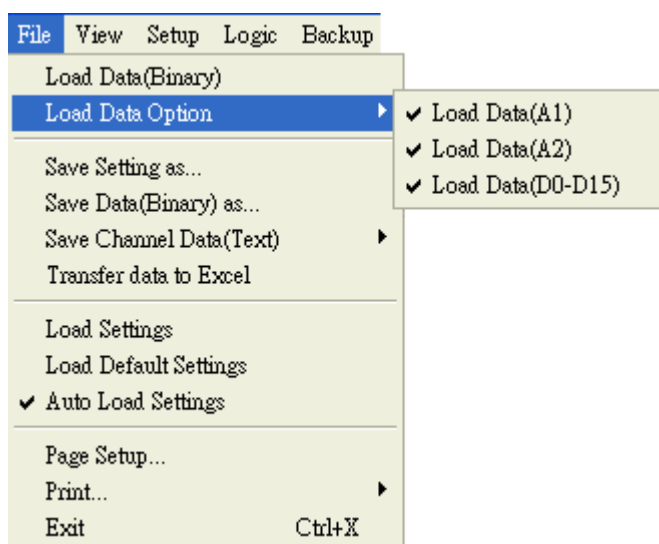 File View Setup Logic Backup
Load Data(Binary)
Load Data Option
Load Data(A1)
Load Data(A2)
Load Data(D0-D15)
Save Setting as...
Save Data(Binary) as...
Save Channel Data(Text)
Transfer data to Excel
Load Settings
Load Default Settings
Auto Load Settings
Page Setup...
Print...
Exit Ctrl+X